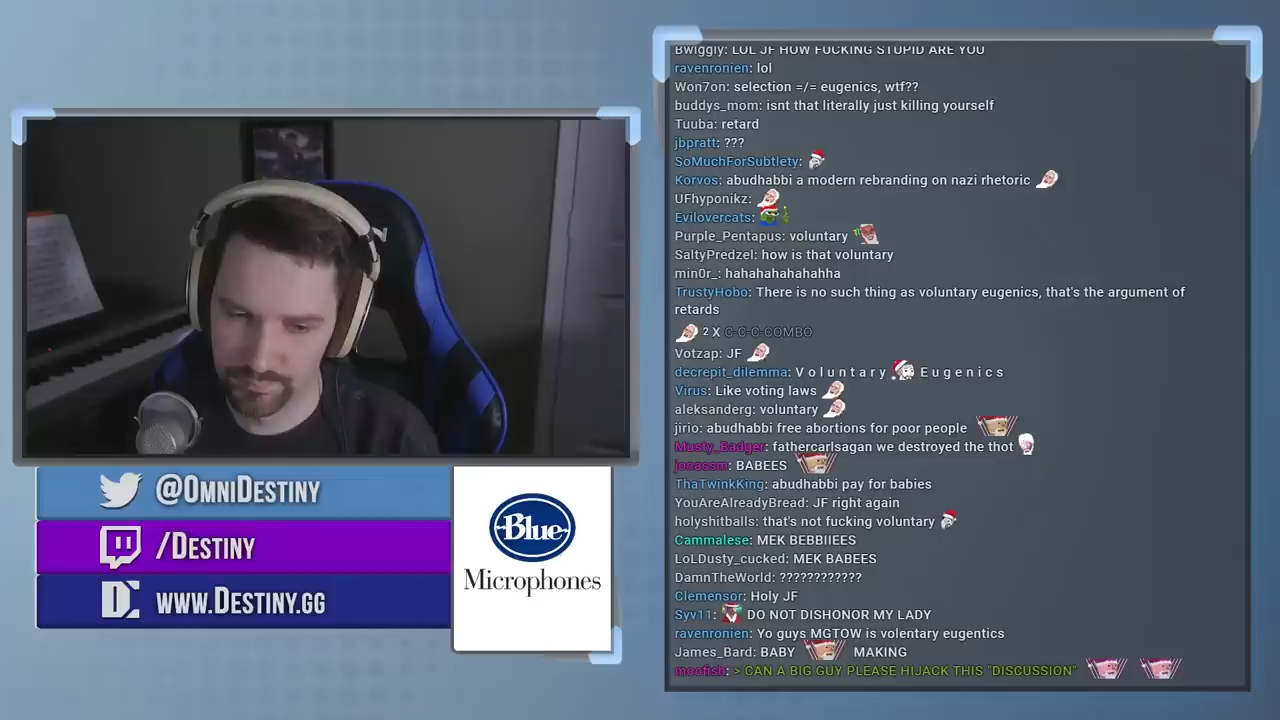 @OmniDestiny
/Destiny
www.Destiny.gg
Blue
Microphones
Bwiggly: LOL JF HOW FUCKING STUPID ARE YOU
ravenronien: lol
Won7on: selection =/= eugenics, wtf??
buddys_mom: isnt that literally just killing yourself
Tuuba: retard
jbpratt: ???
SoMuchForSubtlety:
Korvos: abudhabbi a modern rebranding on nazi rhetoric
UFhyponikz:
Evilovercats:
Purple_Pentapus: voluntary
SaltyPredzel: how is that voluntary
min0r_: hahahahahahahha
TrustyHobo: There is no such thing as voluntary eugenics, that's the argument of
retards
2 X C-C-C-COMBO
Votzap: JF
decrepit_dilemma: V o l u n t a r y E u g e n i c s
Virus: Like voting laws
aleksanderg: voluntary
jirio: abudhabbi free abortions for poor people
Musty_Badger: fathercarlsagan we destroyed the thot
jonassm: BABEES
ThaTwinkKing: abudhabbi pay for babies
YouAreAlreadyBread: JF right again
holyshitballs: that's not fucking voluntary
Cammalese: MEK BEBBIIEES
LoLDusty_cucked: MEK BABEES
DamnTheWorld: ????????????
Clemensor: Holy JF
Syv11: DO NOT DISHONOR MY LADY
ravenronien: Yo guys MGTOW is volentary eugentics
James_Bard: BABY MAKING
moofish: > CAN A BIG GUY PLEASE HIJACK THIS "DISCUSSION"